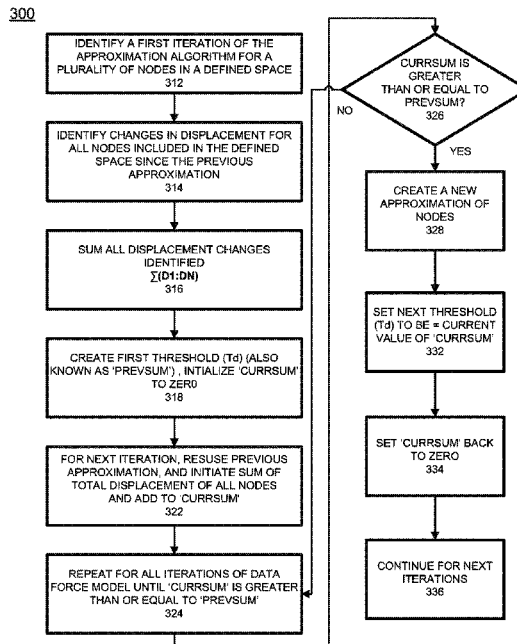 300
IDENTIFY A FIRST ITERATION OF THE
APPROXIMATION ALGORITHM FOR A
PLURALITY OF NODES IN A DEFINED SPACE
312
IDENTIFY CHANGES IN DISPLACEMENT FOR
ALL NODES INCLUDED IN THE DEFINED
SPACE SINCE THE PREVIOUS
APPROXIMATION
314
SUM ALL DISPLACEMENT CHANGES
IDENTIFIED
∑(D1:DN)
316
CREATE FIRST THRESHOLD (Td) (ALSO
KNOWN AS 'PREVSUM') , INTIALIZE 'CURRSUM'
TO ZER0
318
FOR NEXT ITERATION, RESUSE PREVIOUS
APPROXIMATION, AND INITIATE SUM OF
TOTAL DISPLACEMENT OF ALL NODES
AND ADD TO 'CURRSUM'
322
REPEAT FOR ALL ITERATIONS OF DATA
FORCE MODEL UNTIL 'CURRSUM' IS GREATER
THAN OR EQUAL TO 'PREVSUM'
324
CURRSUM IS
GREATER
THAN OR EQUAL TO
PREVSUM?
326
NO
YES
CREATE A NEW
APPROXIMATION OF
NODES
328
SET NEXT THRESHOLD
(Td) TO BE = CURRENT
VALUE OF 'CURRSUM'
332
SET 'CURRSUM' BACK
TO ZERO
334
CONTINUE FOR NEXT
ITERATIONS
336